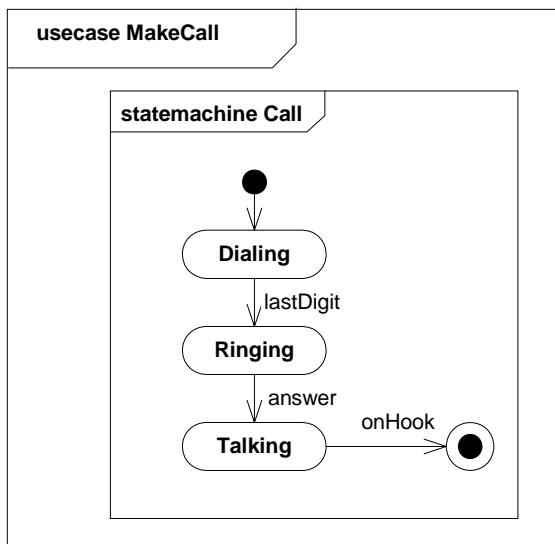 usecase MakeCall
statemachine Call
Dialing
lastDigit
Ringing
answer
onHook
Talking